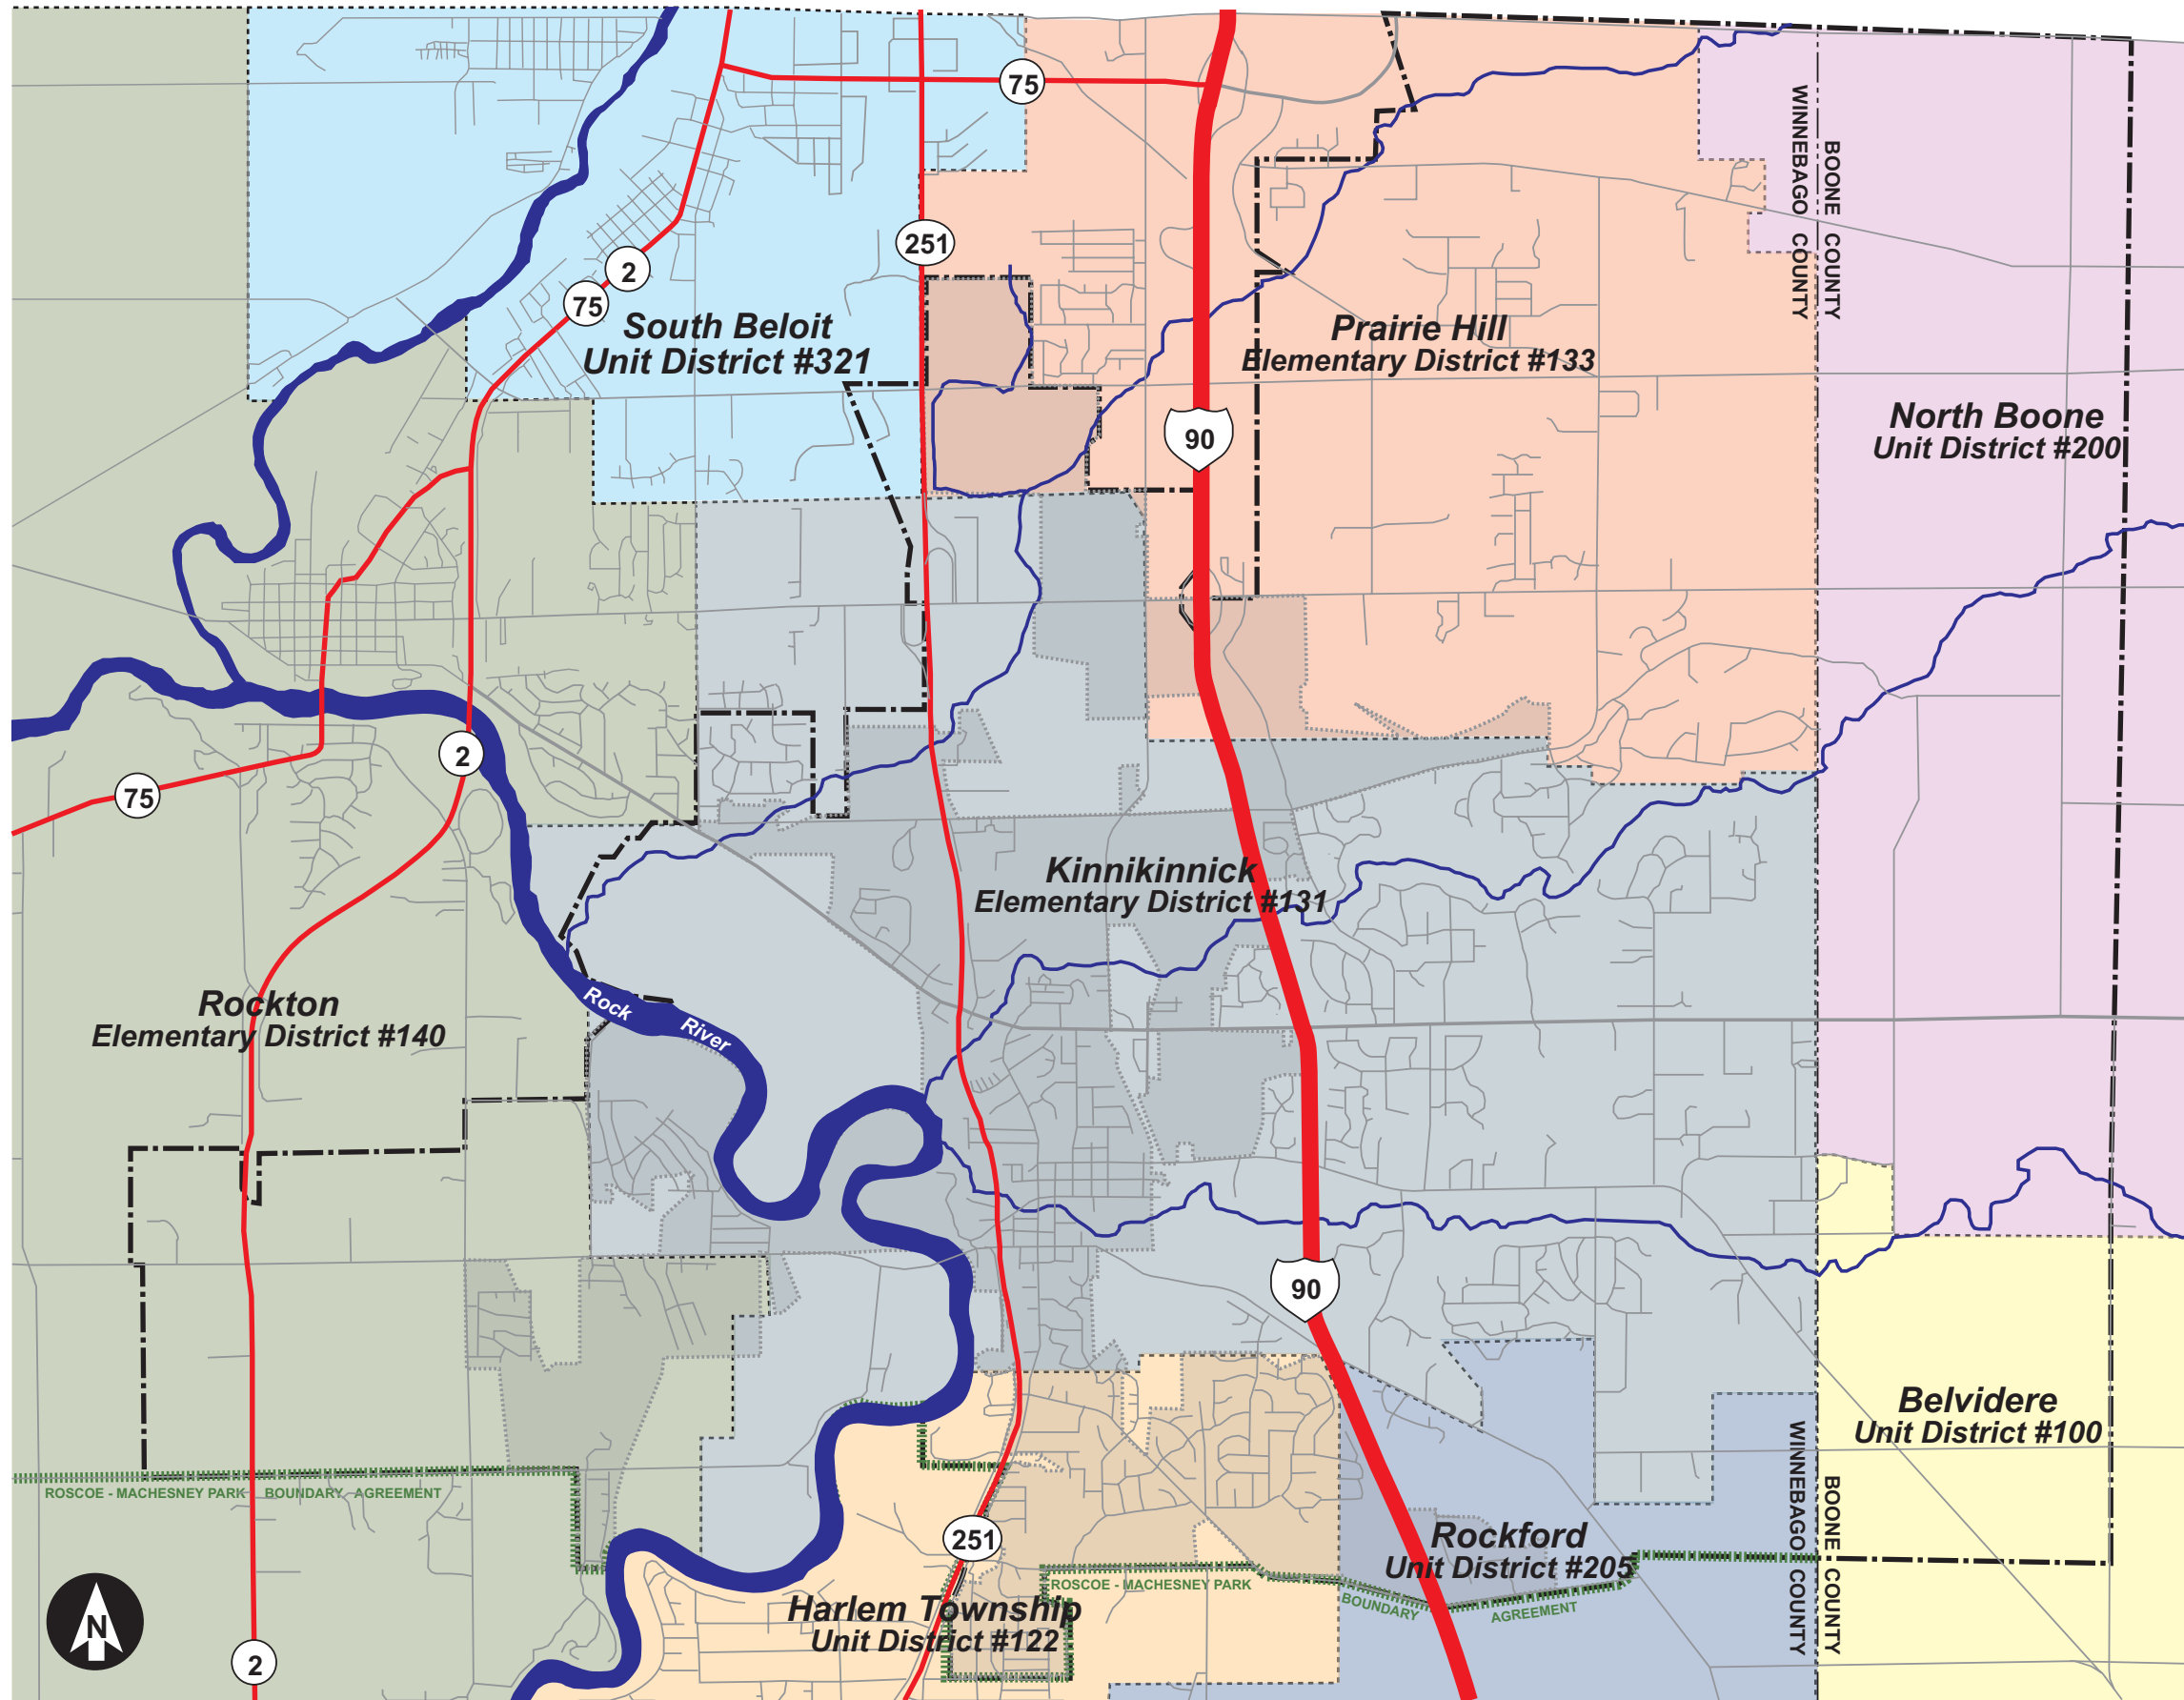 75
WINNEBAGO COUNTY
BOONE COUNTY
251
2
75
South Beloit
Unit District #321
Prairie Hill
Elementary District #133
90
North Boone
Unit District #200
2
75
Kinnikinnick
Elementary District #131
Rockton
Elementary District #140
Rock River
90
Belvidere
Unit District #100
WINNEBAGO COUNTY
BOONE COUNTY
ROSCOE - MACHESNEY PARK BOUNDARY AGREEMENT
251
Rockford
Unit District #205
ROSCOE - MACHESNEY PARK
BOUNDARY
AGREEMENT
Harlem Township
Unit District #122
N
2